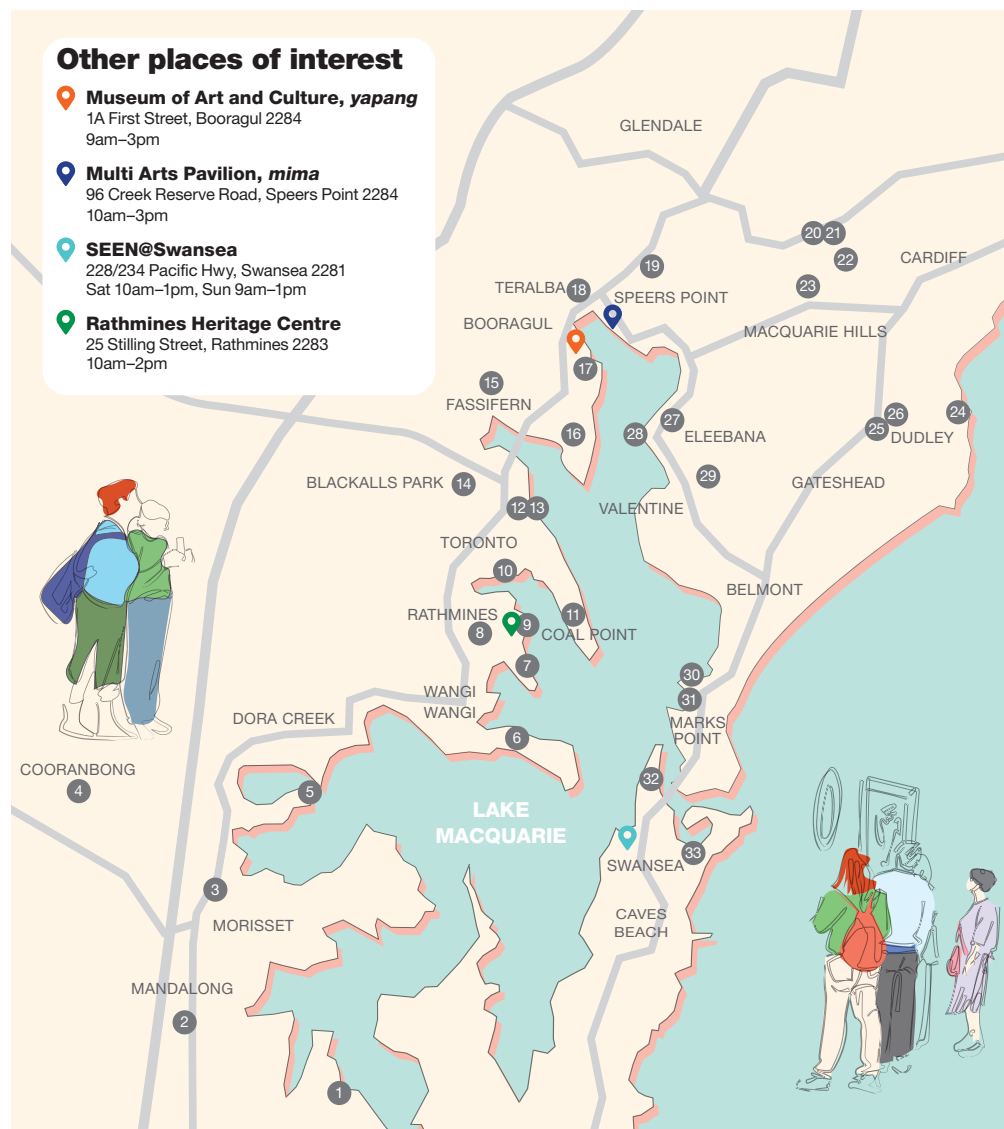 Other places of interest
Museum of Art and Culture, yapang
1A First Street, Booragul 2284
9am–3pm
Multi Arts Pavilion, mima
96 Creek Reserve Road, Speers Point 2284
10am–3pm
SEEN@Swansea
228/234 Pacific Hwy, Swansea 2281
Sat 10am–1pm, Sun 9am–1pm
Rathmines Heritage Centre
25 Stilling Street, Rathmines 2283
10am–2pm
GLENDALE
20 21
22
CARDIFF
19
23
TERALBA 18
SPEERS POINT
BOORAGUL
MACQUARIE HILLS
17
15
FASSIFERN
16
28
27
ELEEBANA
26
24
25
DUDLEY
BLACKALLS PARK 14
29
GATESHEAD
12 13
VALENTINE
TORONTO
10
BELMONT
RATHMINES
8
9
11
COAL POINT
7
30
31
WANGI
WANGI
DORA CREEK
MARKS
POINT
6
COORANBONG
4
5
32
LAKE
MACQUARIE
33
SWANSEA
3
MORISSET
CAVES
BEACH
MANDALONG
2
1